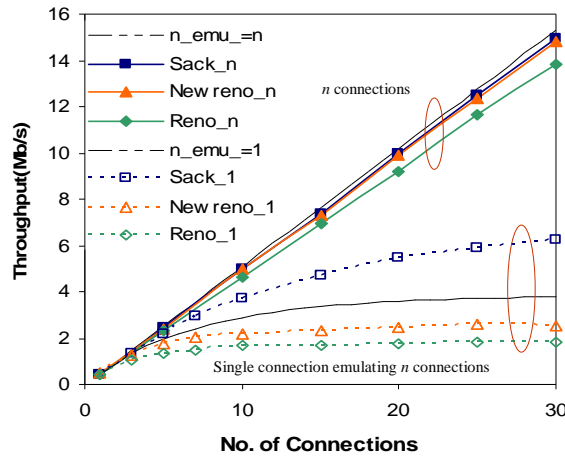 16
14
12
10
8
6
4
2
0
Throughput(Mb/s)
n_emu_=n
Sack_n
New reno_n
Reno_n
n_emu_=1
Sack_1
New reno_1
Reno_1
n connections
Single connection emulating n connections
0 10 20 30
No. of Connections